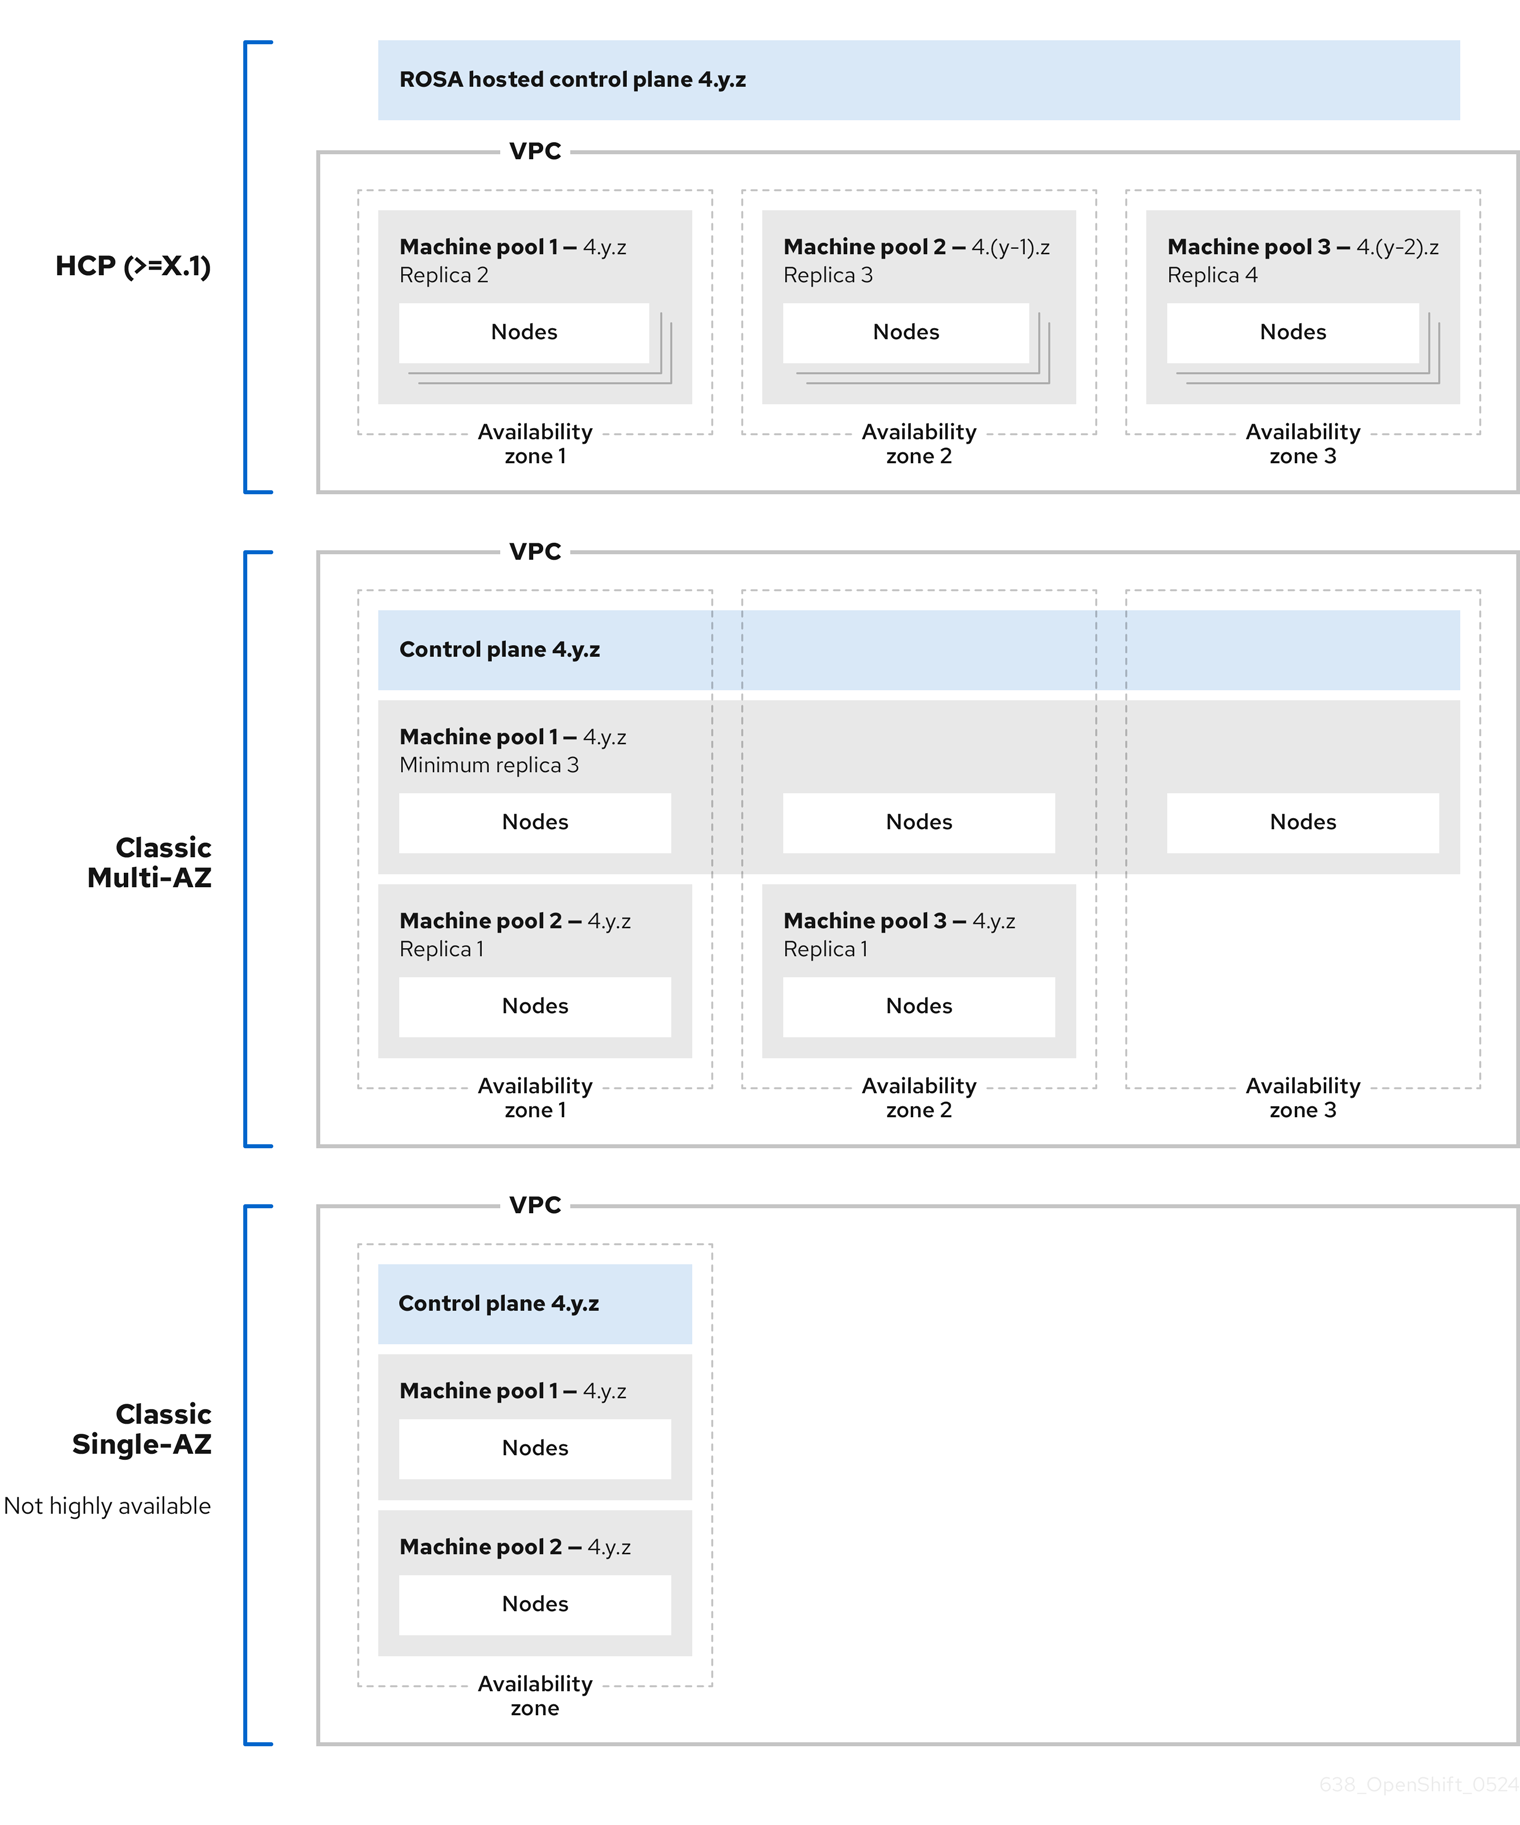 ROSA hosted control plane 4.y.z
VPC
HCP (>=X.1)
Machine pool 1 – 4.y.z
Replica 2
Nodes
Availability
zone 1
Machine pool 2 – 4.(y-1).z
Replica 3
Nodes
Availability
zone 2
Machine pool 3 – 4.(y-2).z
Replica 4
Nodes
Availability
zone 3
VPC
Classic
Multi-AZ
Control plane 4.y.z
Machine pool 1 – 4.y.z
Minimum replica 3
Nodes
Nodes
Nodes
Machine pool 2 – 4.y.z
Replica 1
Nodes
Machine pool 3 – 4.y.z
Replica 1
Nodes
Availability
zone 1
Availability
zone 2
Availability
zone 3
VPC
Classic
Single-AZ
Not highly available
Control plane 4.y.z
Machine pool 1 – 4.y.z
Nodes
Machine pool 2 – 4.y.z
Nodes
Availability
zone
638_OpenShift_0524